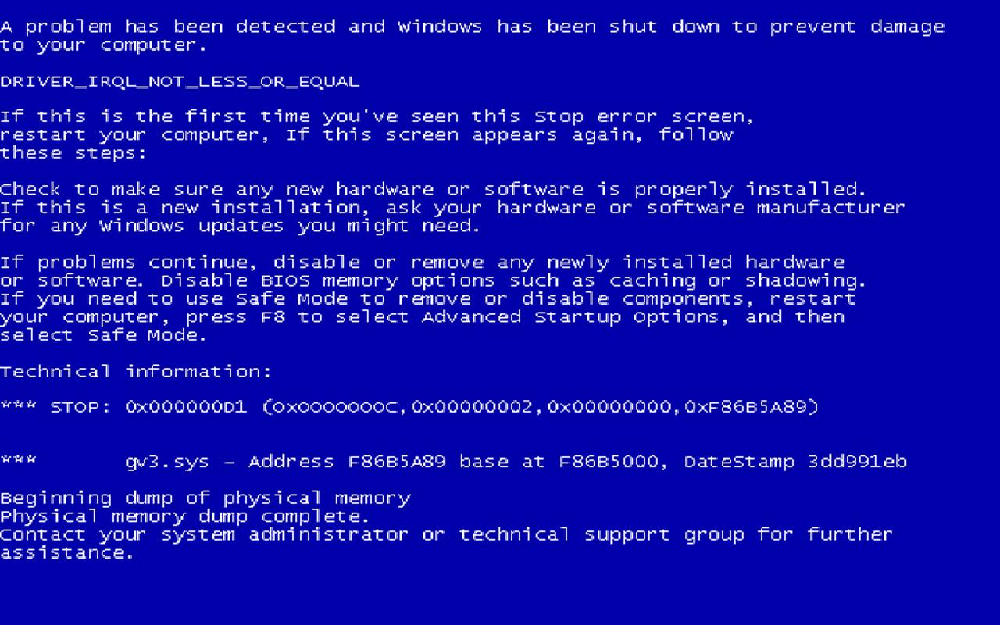 A problem has been detected and Windows has been shut down to prevent damage
to your computer.
DRIVER_IRQL_NOT_LESS_OR_EQUAL
If this is the first time you've seen this Stop error screen,
restart your computer, If this screen appears again, follow
these steps:
Check to make sure any new hardware or software is properly installed.
If this is a new installation, ask your hardware or software manufacturer
for any Windows updates you might need.
If problems continue, disable or remove any newly installed hardware
or software. Disable BIOS memory options such as caching or shadowing.
If you need to use Safe Mode to remove or disable components, restart
your computer, press F8 to select Advanced Startup Options, and then
select Safe Mode.
Technical information:
*** STOP: 0x000000D1 (0x0000000C,0x00000002,0x00000000,0xF86B5A89)
*** gv3.sys – Address F86B5A89 base at F86B5000, DateStamp 3dd991eb
Beginning dump of physical memory
Physical memory dump complete.
Contact your system administrator or technical support group for further
assistance.